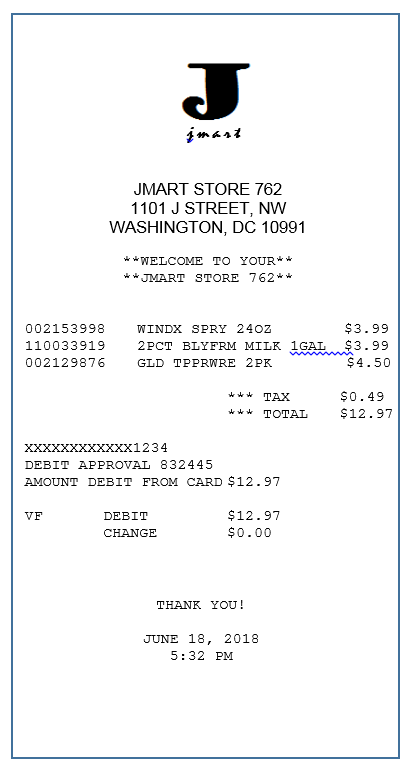 J
jmart
JMART STORE 762
1101 J STREET, NW
WASHINGTON, DC 10991
**WELCOME TO YOUR**
**JMART STORE 762**
002153998 WINDX SPRY 24OZ $3.99
110033919 2PCT BLYFRM MILK 1GAL $3.99
002129876 GLD TPPRWRE 2PK $4.50
*** TAX $0.49
*** TOTAL $12.97
XXXXXXXXXXXX1234
DEBIT APPROVAL 832445
AMOUNT DEBIT FROM CARD $12.97
VF DEBIT $12.97
CHANGE $0.00
THANK YOU!
JUNE 18, 2018
5:32 PM